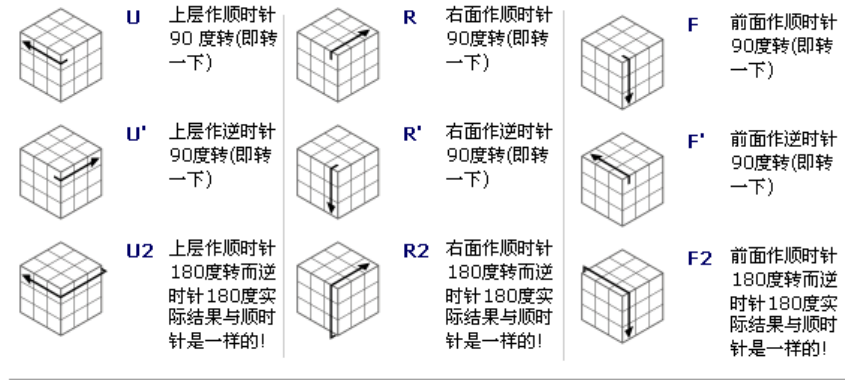 U
上层作顺时针
90 度转(即转
一下)
R
右面作顺时针
90度转(即转
一下)
F
前面作顺时针
90度转(即转
一下)
U'
上层作逆时针
90度转(即转
一下)
R'
右面作逆时针
90度转(即转
一下)
F'
前面作逆时针
90度转(即转
一下)
U2
上层作顺时针
180度转而逆
时针180度实
际结果与顺时
针是一样的!
R2
右面作顺时针
180度转而逆
时针180度实
际结果与顺时
针是一样的!
F2
前面作顺时针
180度转而逆
时针180度实
际结果与顺时
针是一样的!